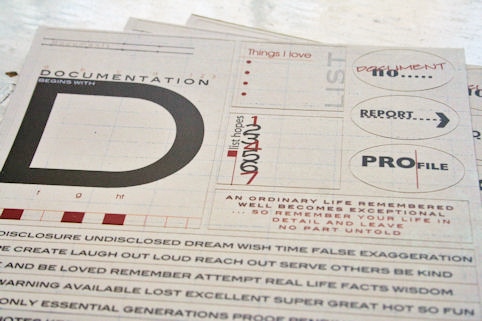 DOCUMENTATION
BEGINS WITH
D
f g hf
Things I love
LIST
list hopes
DOCUMENT
no.....
REPORT
PROFILE
AN ORDINARY LIFE REMEMBERED
WELL BECOMES EXCEPTIONAL
... SO REMEMBER YOUR LIFE IN
DETAIL AND LEAVE
NO PART UNTOLD
DISCLOSURE UNDISCLOSED DREAM WISH TIME FALSE EXAGGERATION
CREATE LAUGH OUT LOUD REACH OUT SERVE OTHERS BE KIND
AND BE LOVED REMEMBER ATTEMPT REAL LIFE FACTS WISDOM
WARNING AVAILABLE LOST EXCELLENT SUPER GREAT HOT SO FUN
ONLY ESSENTIAL GENERATIONS PROOF